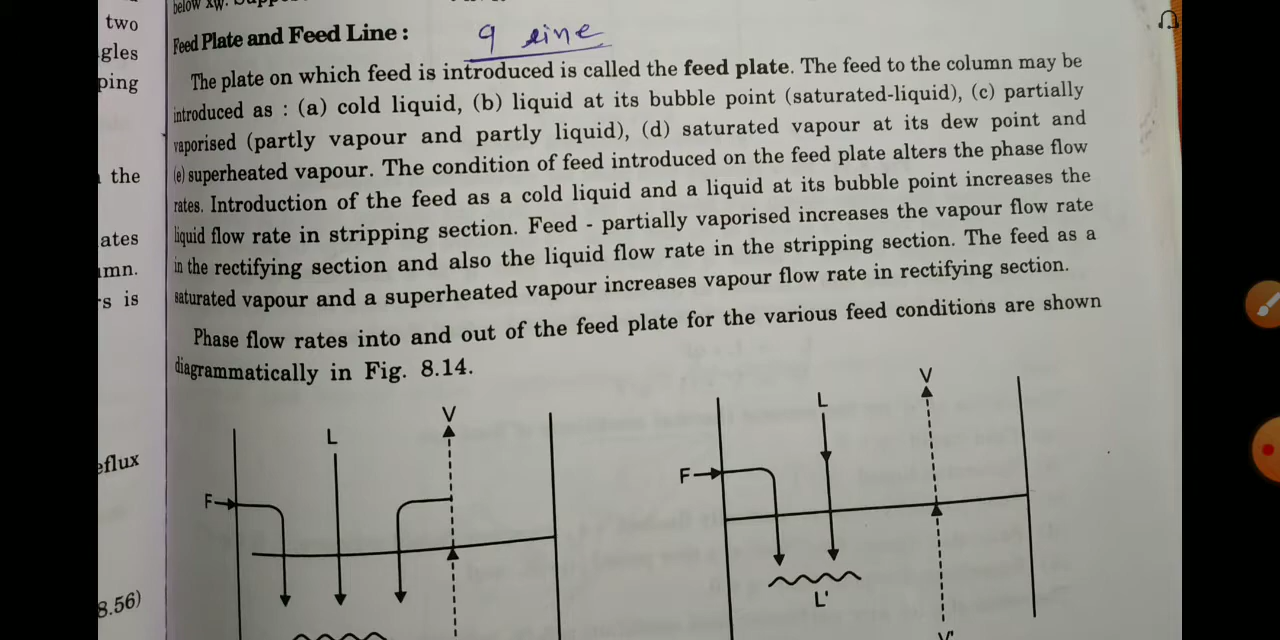 two
gles
ping
the
ates
umn.
rs is
eflux
8.56)
below xw.
Feed Plate and Feed Line :
q line
The plate on which feed is introduced is called the feed plate. The feed to the column may be
introduced as : (a) cold liquid, (b) liquid at its bubble point (saturated-liquid), (c) partially
vaporised (partly vapour and partly liquid), (d) saturated vapour at its dew point and
(e) superheated vapour. The condition of feed introduced on the feed plate alters the phase flow
rates. Introduction of the feed as a cold liquid and a liquid at its bubble point increases the
liquid flow rate in stripping section. Feed - partially vaporised increases the vapour flow rate
in the rectifying section and also the liquid flow rate in the stripping section. The feed as a
saturated vapour and a superheated vapour increases vapour flow rate in rectifying section.
Phase flow rates into and out of the feed plate for the various feed conditions are shown
diagrammatically in Fig. 8.14.
V
L
F
V
L
F
L'
V'